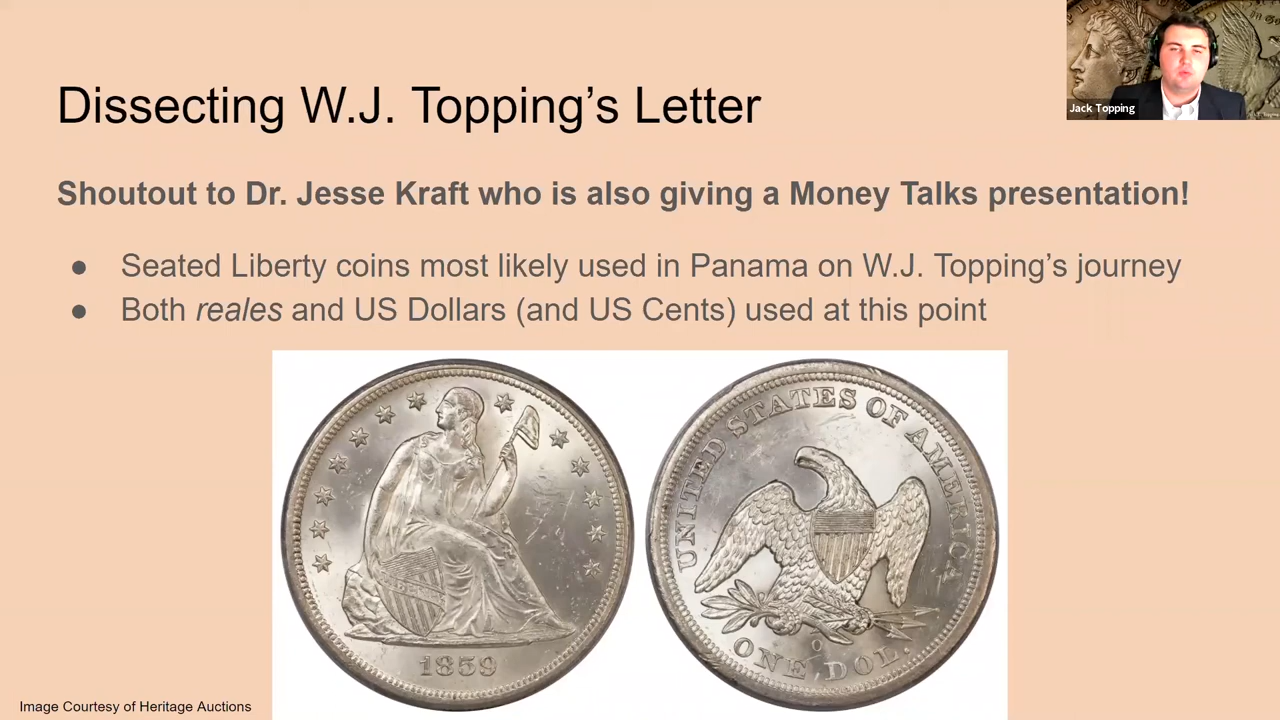 Jack Topping
Dissecting W.J. Topping's Letter
Shoutout to Dr. Jesse Kraft who is also giving a Money Talks presentation!
● Seated Liberty coins most likely used in Panama on W.J. Topping's journey
● Both reales and US Dollars (and US Cents) used at this point
1859
UNITED STATES OF AMERICA
O
ONE DOL.
Image Courtesy of Heritage Auctions